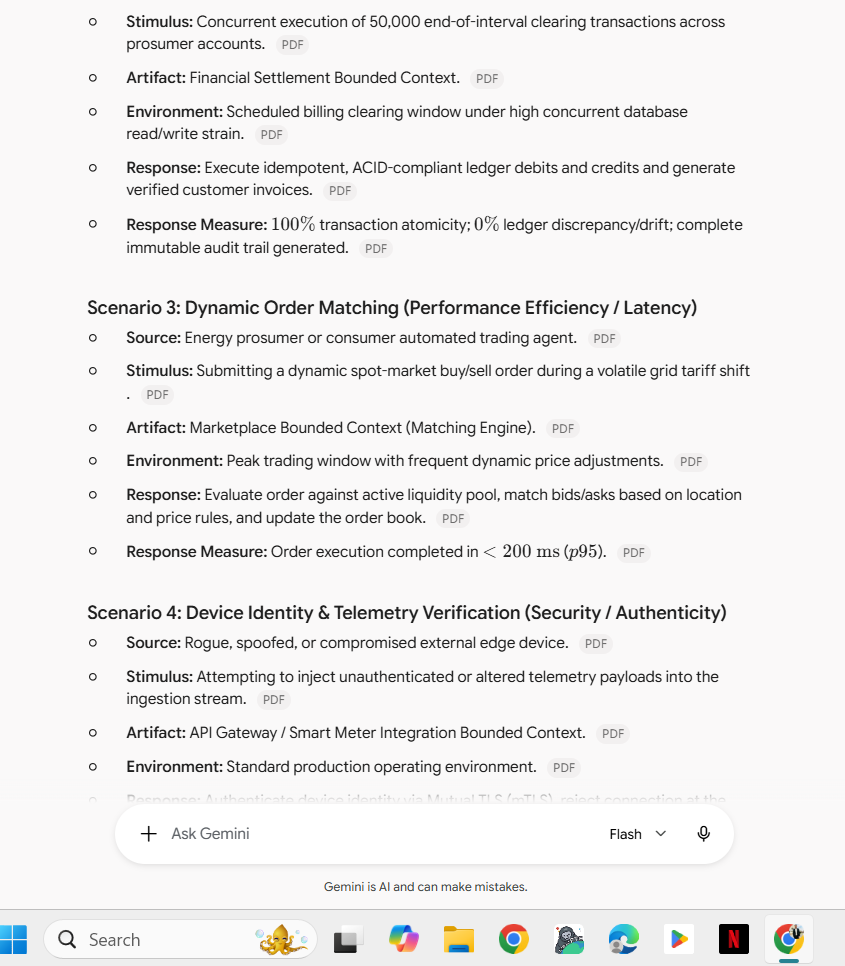 Stimulus: Concurrent execution of 50,000 end-of-interval clearing transactions across
prosumer accounts. PDF
Artifact: Financial Settlement Bounded Context. PDF
Environment: Scheduled billing clearing window under high concurrent database
read/write strain. PDF
Response: Execute idempotent, ACID-compliant ledger debits and credits and generate
verified customer invoices. PDF
Response Measure: 100% transaction atomicity; 0% ledger discrepancy/drift; complete
immutable audit trail generated. PDF
Scenario 3: Dynamic Order Matching (Performance Efficiency / Latency)
Source: Energy prosumer or consumer automated trading agent. PDF
Stimulus: Submitting a dynamic spot-market buy/sell order during a volatile grid tariff shift
. PDF
Artifact: Marketplace Bounded Context (Matching Engine). PDF
Environment: Peak trading window with frequent dynamic price adjustments. PDF
Response: Evaluate order against active liquidity pool, match bids/asks based on location
and price rules, and update the order book. PDF
Response Measure: Order execution completed in < 200 ms (p95). PDF
Scenario 4: Device Identity & Telemetry Verification (Security / Authenticity)
Source: Rogue, spoofed, or compromised external edge device. PDF
Stimulus: Attempting to inject unauthenticated or altered telemetry payloads into the
ingestion stream. PDF
Artifact: API Gateway / Smart Meter Integration Bounded Context. PDF
Environment: Standard production operating environment. PDF
Response: Authenticate device identity via Mutual TLS (mTLS), reject connection at the
Ask Gemini
Flash
Gemini is AI and can make mistakes.
Search
N